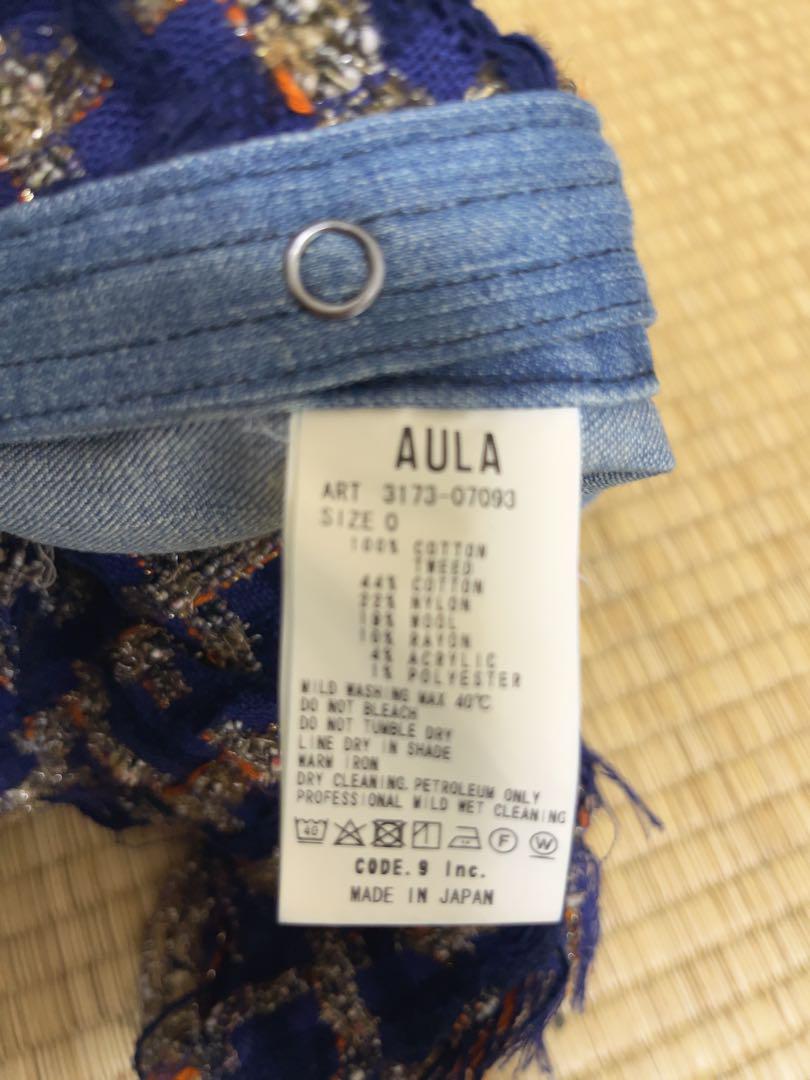 AULA
ART 3173-07093
SIZE 0
100% COTTON
TWEED
44% COTTON
22% NYLON
19% WOOL
10% RAYON
4% ACRYLIC
1% POLYESTER
MILD WASHING MAX 40℃
DO NOT BLEACH
DO NOT TUMBLE DRY
LINE DRY IN SHADE
WARM IRON
DRY CLEANING, PETROLEUM ONLY
PROFESSIONAL MILD WET CLEANING
40 F W
CODE. 9 Inc.
MADE IN JAPAN